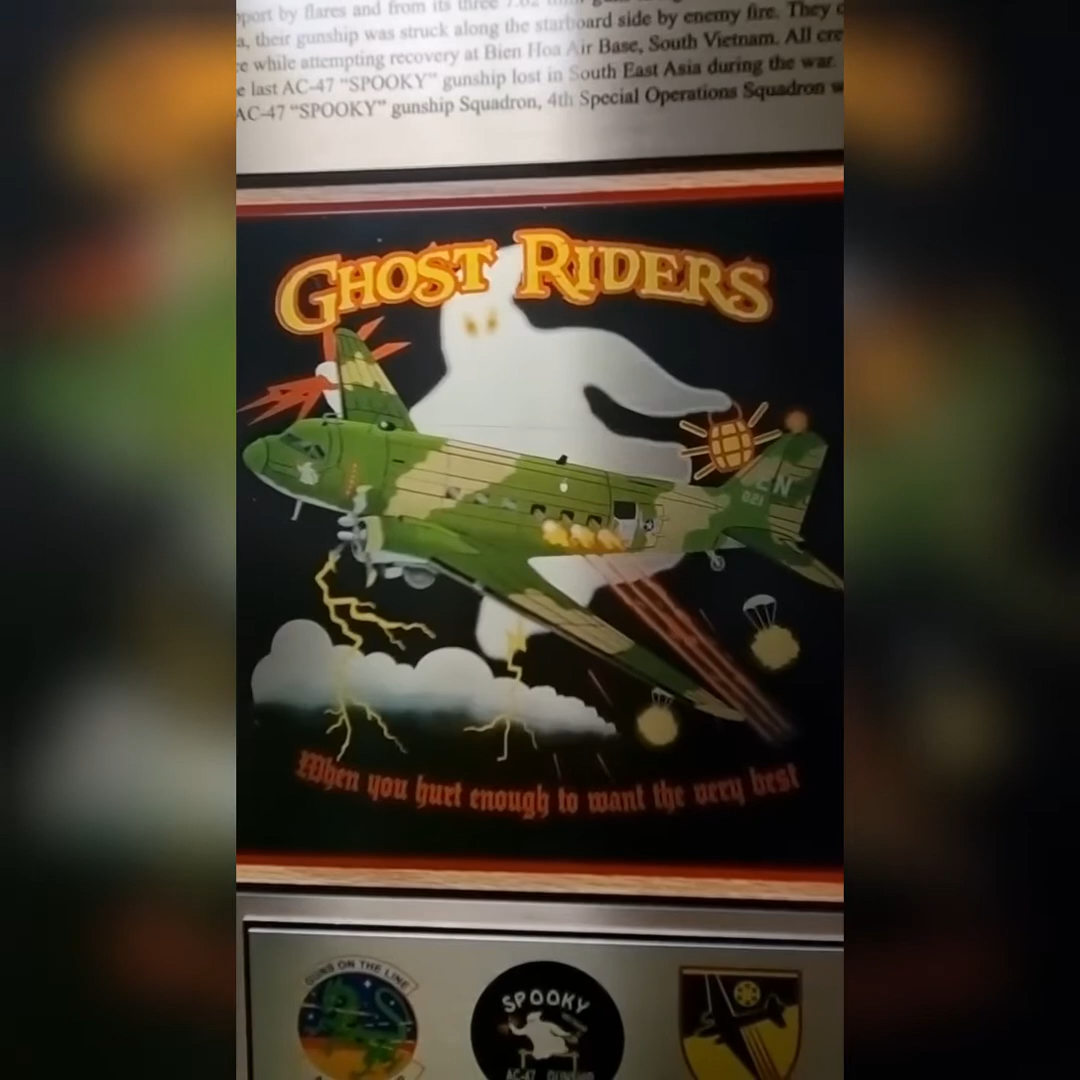 port by flares and from its three 7.62
a, their gunship was struck along the starboard side by enemy fire. They
e while attempting recovery at Bien Hoa Air Base, South Vietnam. All
e last AC-47 “SPOOKY” gunship lost in South East Asia during the war.
AC-47 “SPOOKY” gunship Squadron, 4th Special Operations Squadron
GHOST RIDERS
EN
021
When you hurt enough to want the very best
GUNS ON THE LINE
SPOOKY
AC-47 GUNSHIP